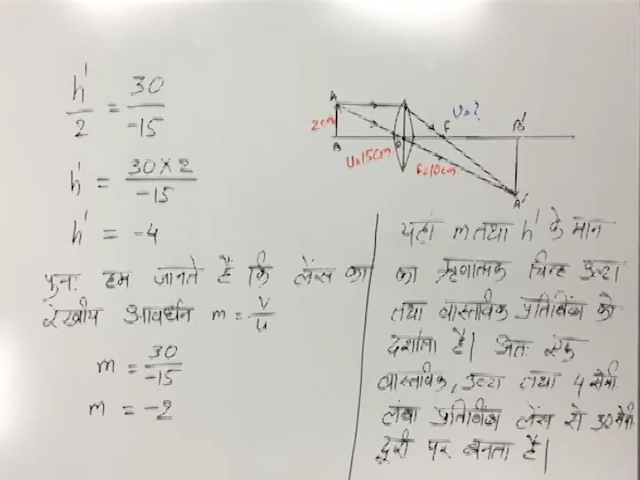 h'/2 = 30/-15
h' = 30×2/-15
h' = -4
पुनः हम जानते है कि लेंस का
रेखीय आवर्धन m = v/u
m = 30/-15
m = -2
A
2cm
B
U=15cm
O
F
U=?
f=10cm
B'
A'
यहां m तथा h' के मान
का ऋणात्मक चिन्ह उल्टा
तथा वास्तविक प्रतिबिंब को
दर्शाता है। अतः एक
वास्तविक, उल्टा तथा 4 सेमी
लंबा प्रतिबिंब लेंस से 30 सेमी
दूरी पर बनता है।